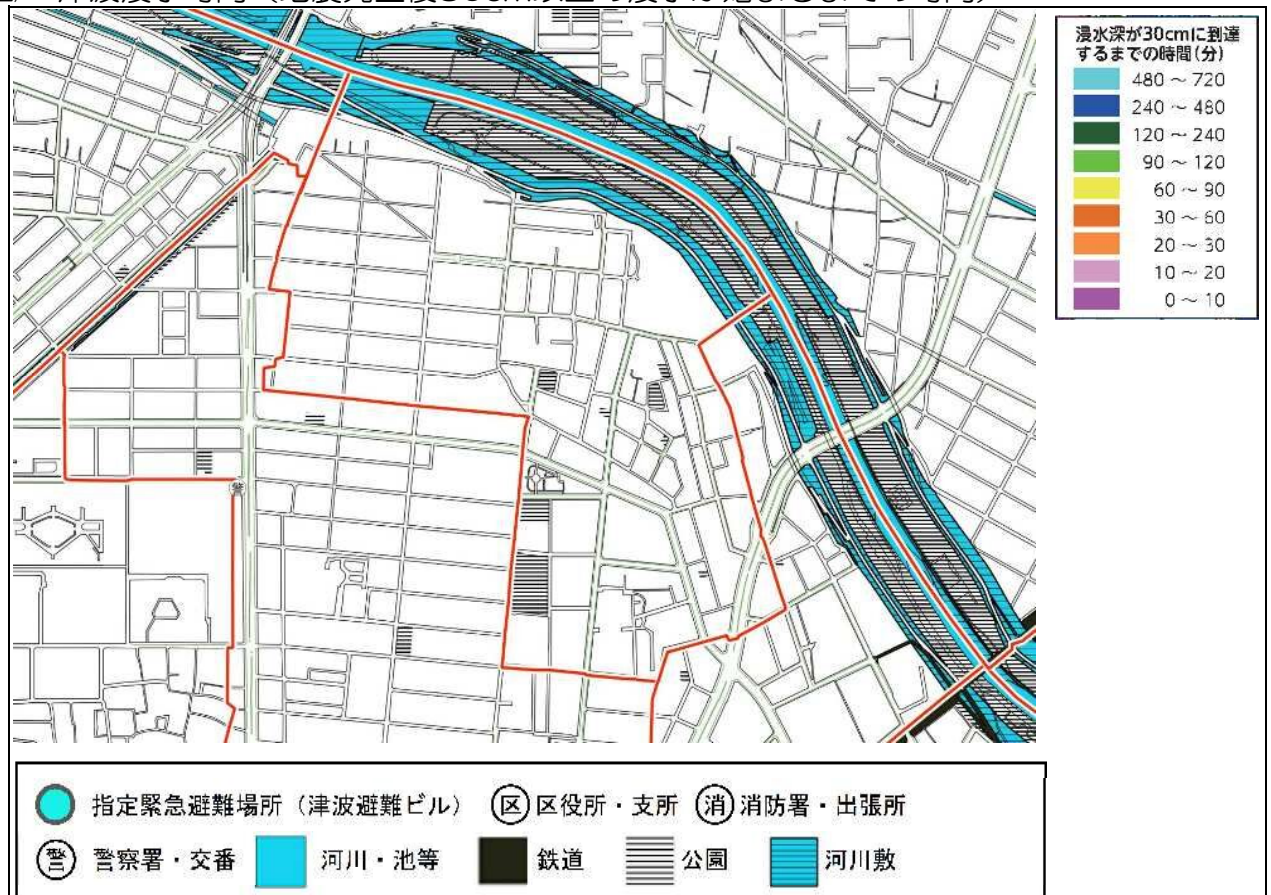 浸水深が30cmに到達
するまでの時間(分)
480 ~ 720
240 ~ 480
120 ~ 240
90 ~ 120
60 ~ 90
30 ~ 60
20 ~ 30
10 ~ 20
0 ~ 10
警
指定緊急避難場所（津波避難ビル） 区 区役所・支所 消 消防署・出張所
警 警察署・交番 河川・池等 鉄道 公園 河川敷